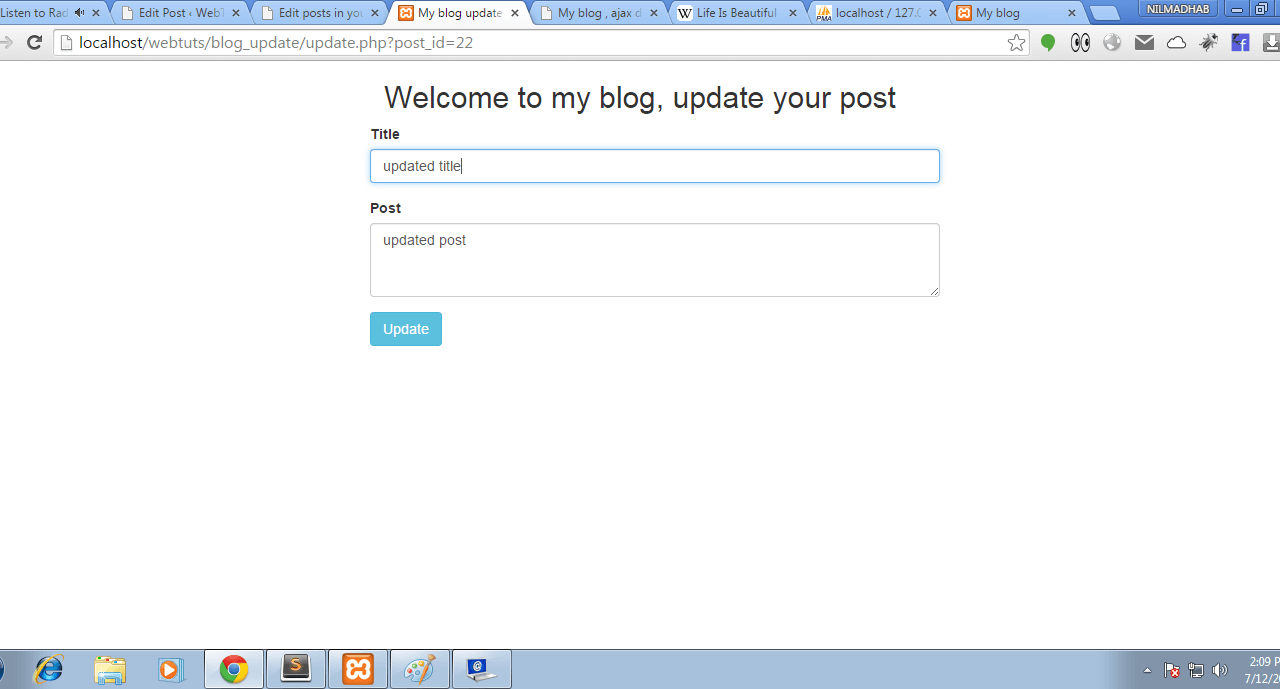 Listen to Rad
Edit Post ‹ WebT
Edit posts in you
My blog update
My blog , ajax d
Life Is Beautiful
localhost / 127.0
My blog
NILMADHAB
localhost/webtuts/blog_update/update.php?post_id=22
Welcome to my blog, update your post
Title
updated title
Post
updated post
Update
2:09 P
7/12/2